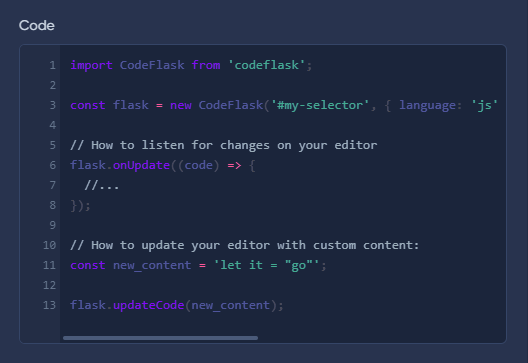 Code
1 import CodeFlask from 'codeflask';
2
3 const flask = new CodeFlask('#my-selector', { language: 'js'
4
5 // How to listen for changes on your editor
6 flask.onUpdate((code) => {
7   //...
8 });
9
10 // How to update your editor with custom content:
11 const new_content = 'let it = "go"';
12
13 flask.updateCode(new_content);